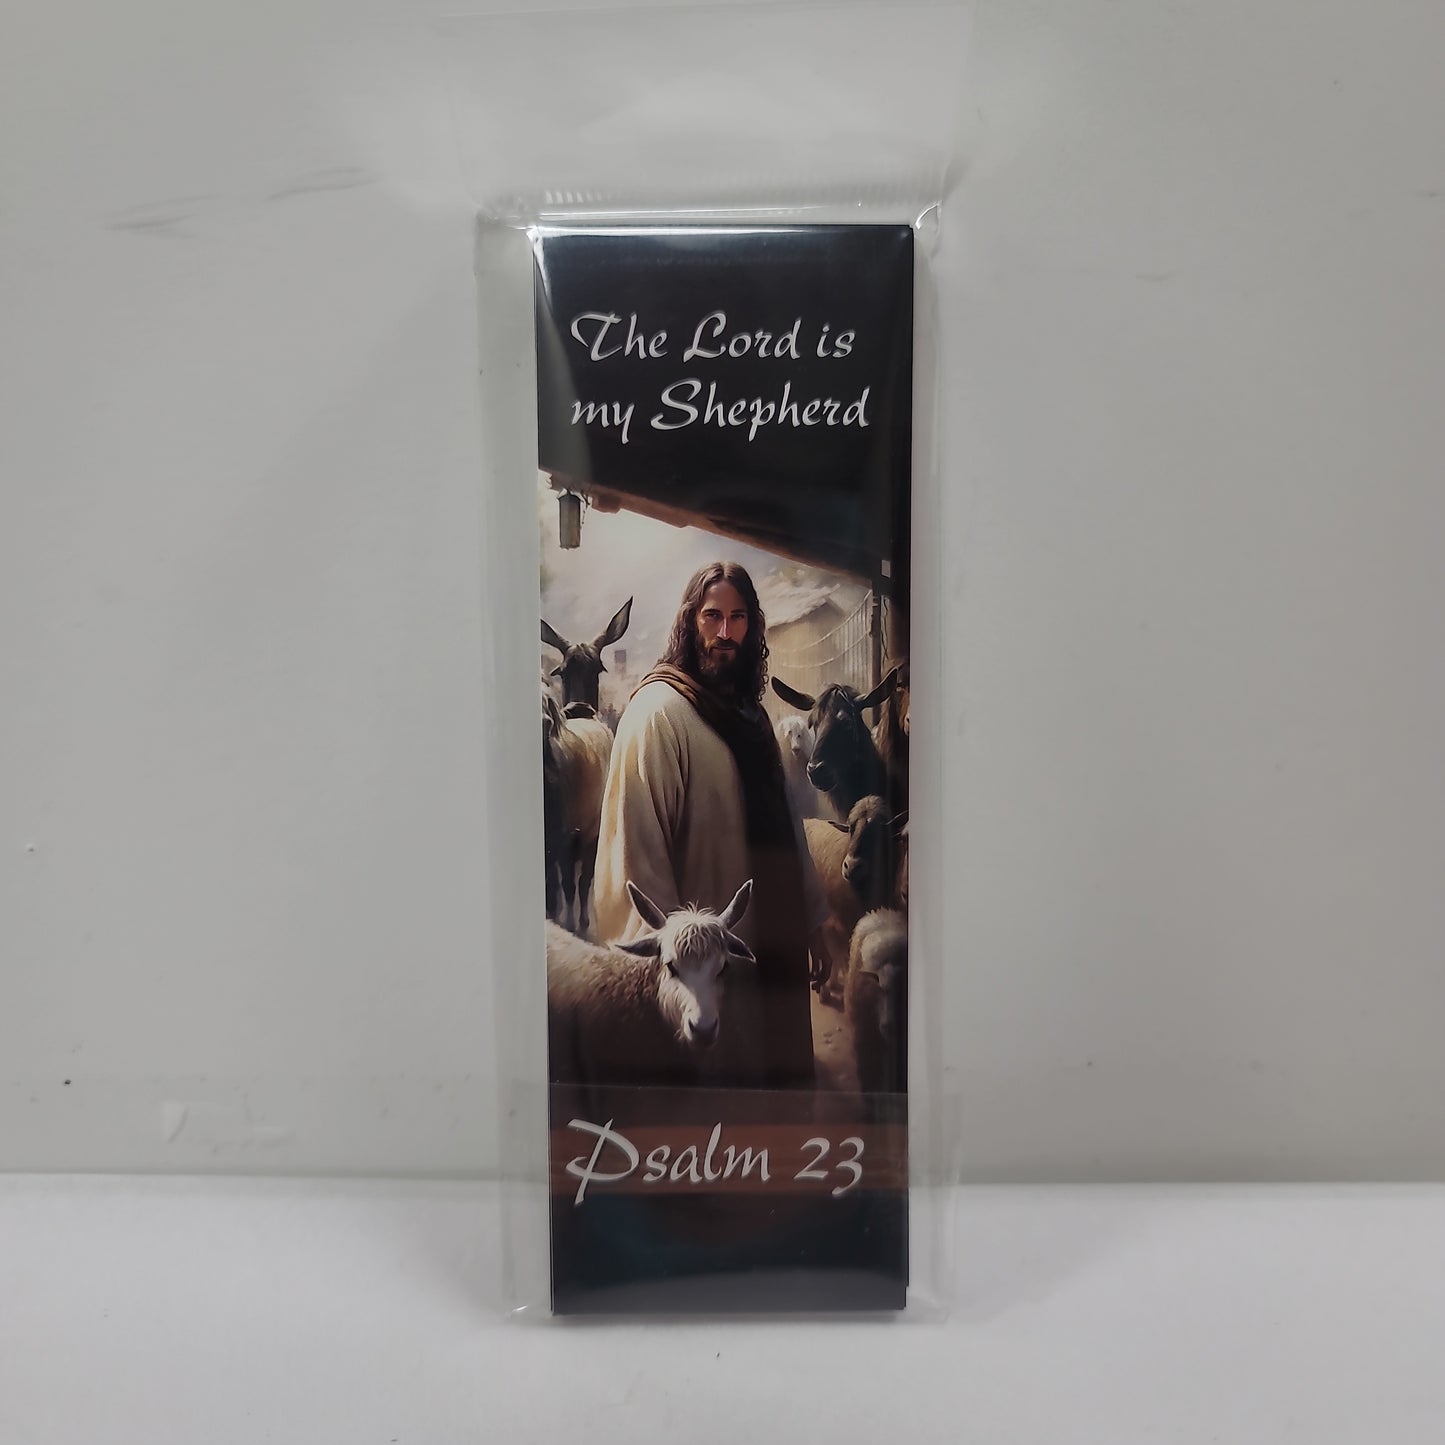 The Lord is
my Shepherd
Psalm 23